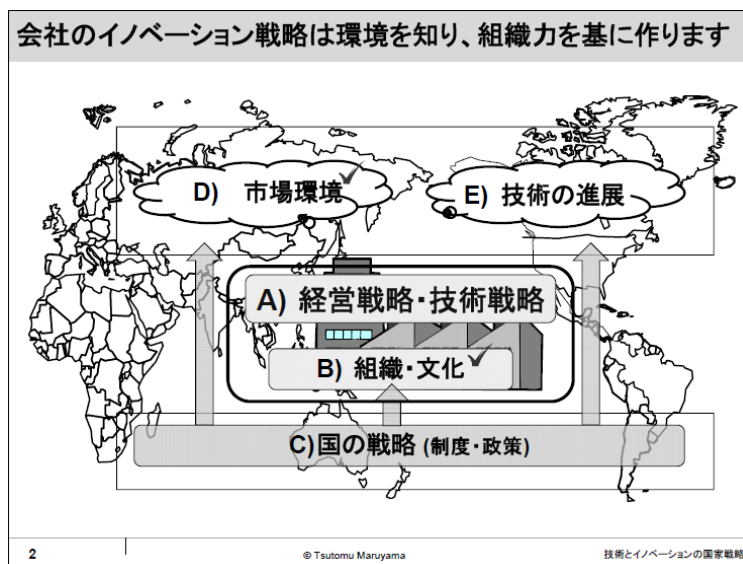 会社のイノベーション戦略は環境を知り、組織力を基に作ります
D) 市場環境
E) 技術の進展
A) 経営戦略・技術戦略
B) 組織・文化
C)国の戦略 (制度・政策)
2
© Tsutomu Maruyama
技術とイノベーションの国家戦略